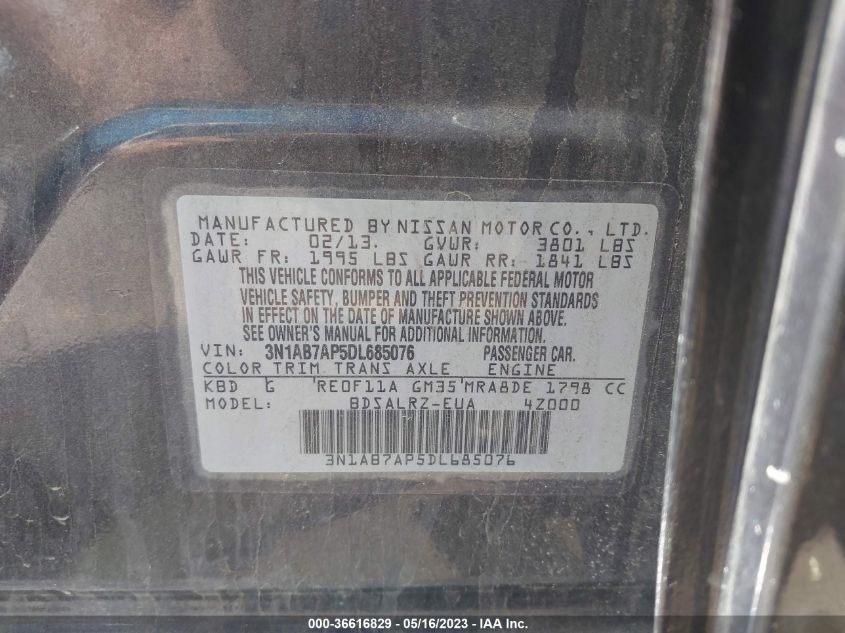 MANUFACTURED BY NISSAN MOTOR CO., LTD.
DATE: 02/13. GVWR: 3801 LBS
GAWR FR: 1995 LBS GAWR RR: 1841 LBS
THIS VEHICLE CONFORMS TO ALL APPLICABLE FEDERAL MOTOR
VEHICLE SAFETY, BUMPER AND THEFT PREVENTION STANDARDS
IN EFFECT ON THE DATE OF MANUFACTURE SHOWN ABOVE.
SEE OWNER'S MANUAL FOR ADDITIONAL INFORMATION.
VIN: 3N1AB7AP5DL685076 PASSENGER CAR.
COLOR TRIM TRANS AXLE ENGINE
KBD G RE0F11A GM35 MRA8DE 1798 CC
MODEL: BDSALRZ-EUA 4Z000
3N1AB7AP5DL685076
000-36616829 - 05/16/2023 - IAAI.com